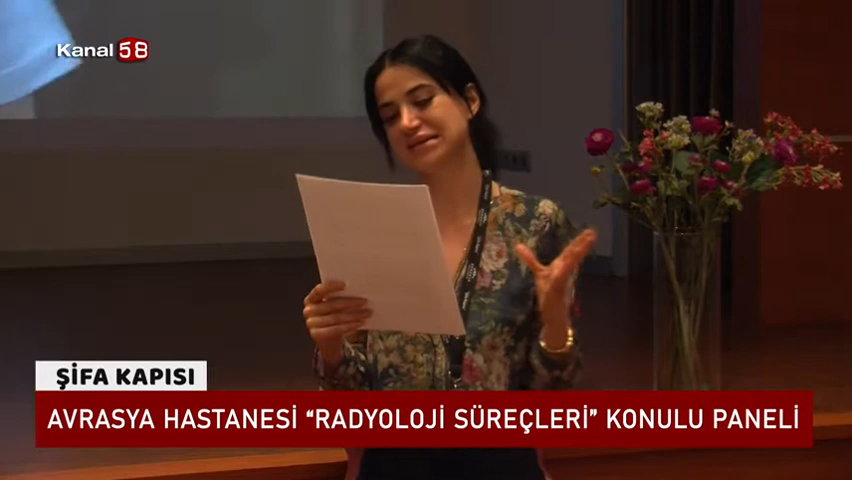 Kanal 58
ŞİFA KAPISI
AVRASYA HASTANESİ “RADYOLOJİ SÜREÇLERİ” KONULU PANELİ